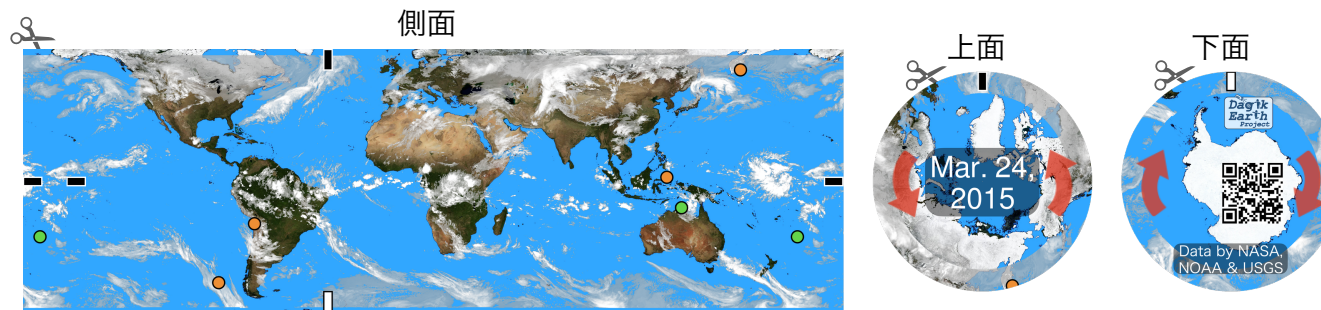 側面
上面
下面
Mar. 24,
2015
Dagik
Earth
Project
Data by NASA,
NOAA & USGS